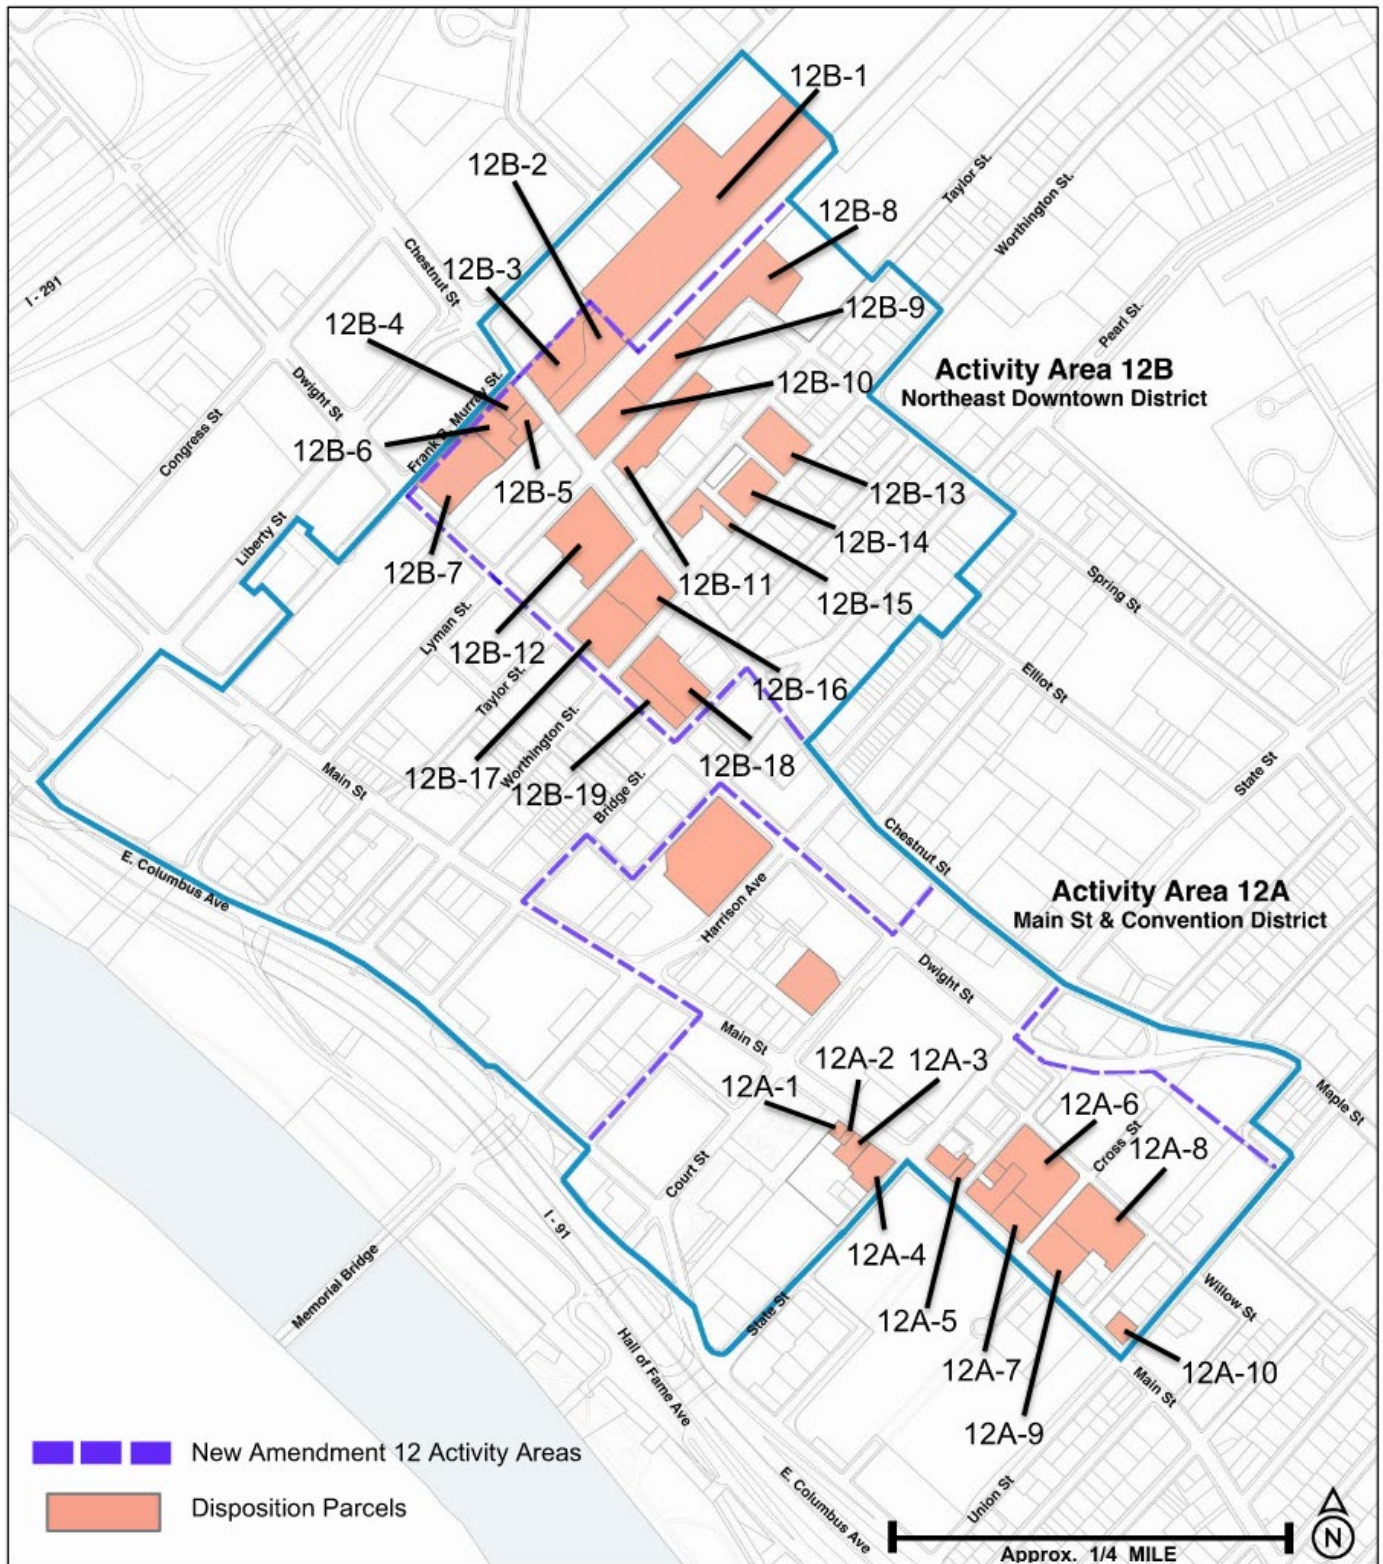 12B-1
12B-2
Taylor St.
Worthington St.
12B-8
Chestnut St
12B-3
I - 291
12B-9
12B-4
Pearl St.
Activity Area 12B
Northeast Downtown District
12B-10
Dwight St
Frank B. Murray St.
Congress St
12B-6
12B-5
12B-13
Liberty St
12B-14
12B-7
12B-11
12B-15
Spring St
Lyman St.
12B-12
Elliot St
Taylor St.
12B-16
Worthington St.
12B-17
12B-18
State St
Main St
12B-19
Bridge St.
Chestnut St
E. Columbus Ave
Activity Area 12A
Main St & Convention District
Harrison Ave
Dwight St
Main St
12A-1
12A-2
12A-3
Maple St
12A-6
Cross St
12A-8
Court St
I - 91
12A-4
Memorial Bridge
Willow St
State St
12A-5
Hall of Fame Ave
12A-7
12A-10
Main St
12A-9
New Amendment 12 Activity Areas
Disposition Parcels
E. Columbus Ave
Union St
N
Approx. 1/4 MILE